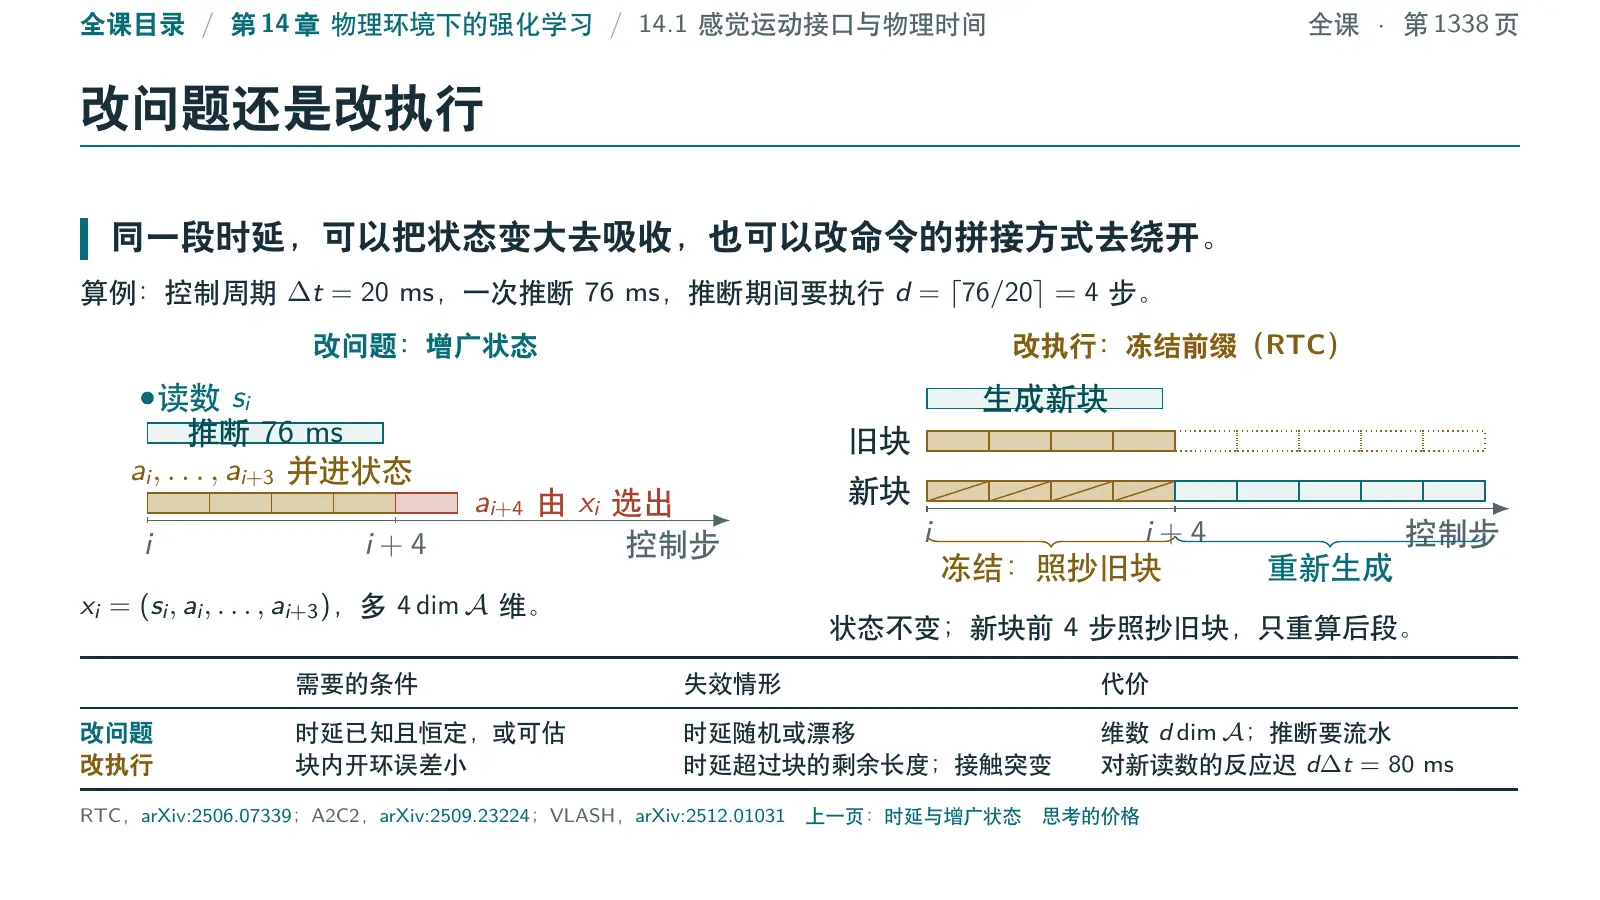 全课目录 / 第 14 章 物理环境下的强化学习 / 14.1 感觉运动接口与物理时间
全课 · 第 1338 页
改问题还是改执行
同一段时延，可以把状态变大去吸收，也可以改命令的拼接方式去绕开。
算例：控制周期 Δt = 20 ms，一次推断 76 ms，推断期间要执行 d = ⌈76/20⌉ = 4 步。
改问题：增广状态
•读数 s_i
推断 76 ms
a_i, . . . , a_{i+3} 并进状态
a_{i+4} 由 x_i 选出
i
i + 4
控制步
x_i = (s_i, a_i, . . . , a_{i+3})，多 4 dim 𝒜 维。
改执行：冻结前缀（RTC）
生成新块
旧块
新块
i
i + 4
控制步
冻结：照抄旧块
重新生成
状态不变；新块前 4 步照抄旧块，只重算后段。
需要的条件 失效情形 代价
改问题 时延已知且恒定，或可估 时延随机或漂移 维数 d dim 𝒜；推断要流水
改执行 块内开环误差小 时延超过块的剩余长度；接触突变 对新读数的反应迟 dΔt = 80 ms
RTC，arXiv:2506.07339；A2C2，arXiv:2509.23224；VLASH，arXiv:2512.01031 上一页：时延与增广状态 思考的价格